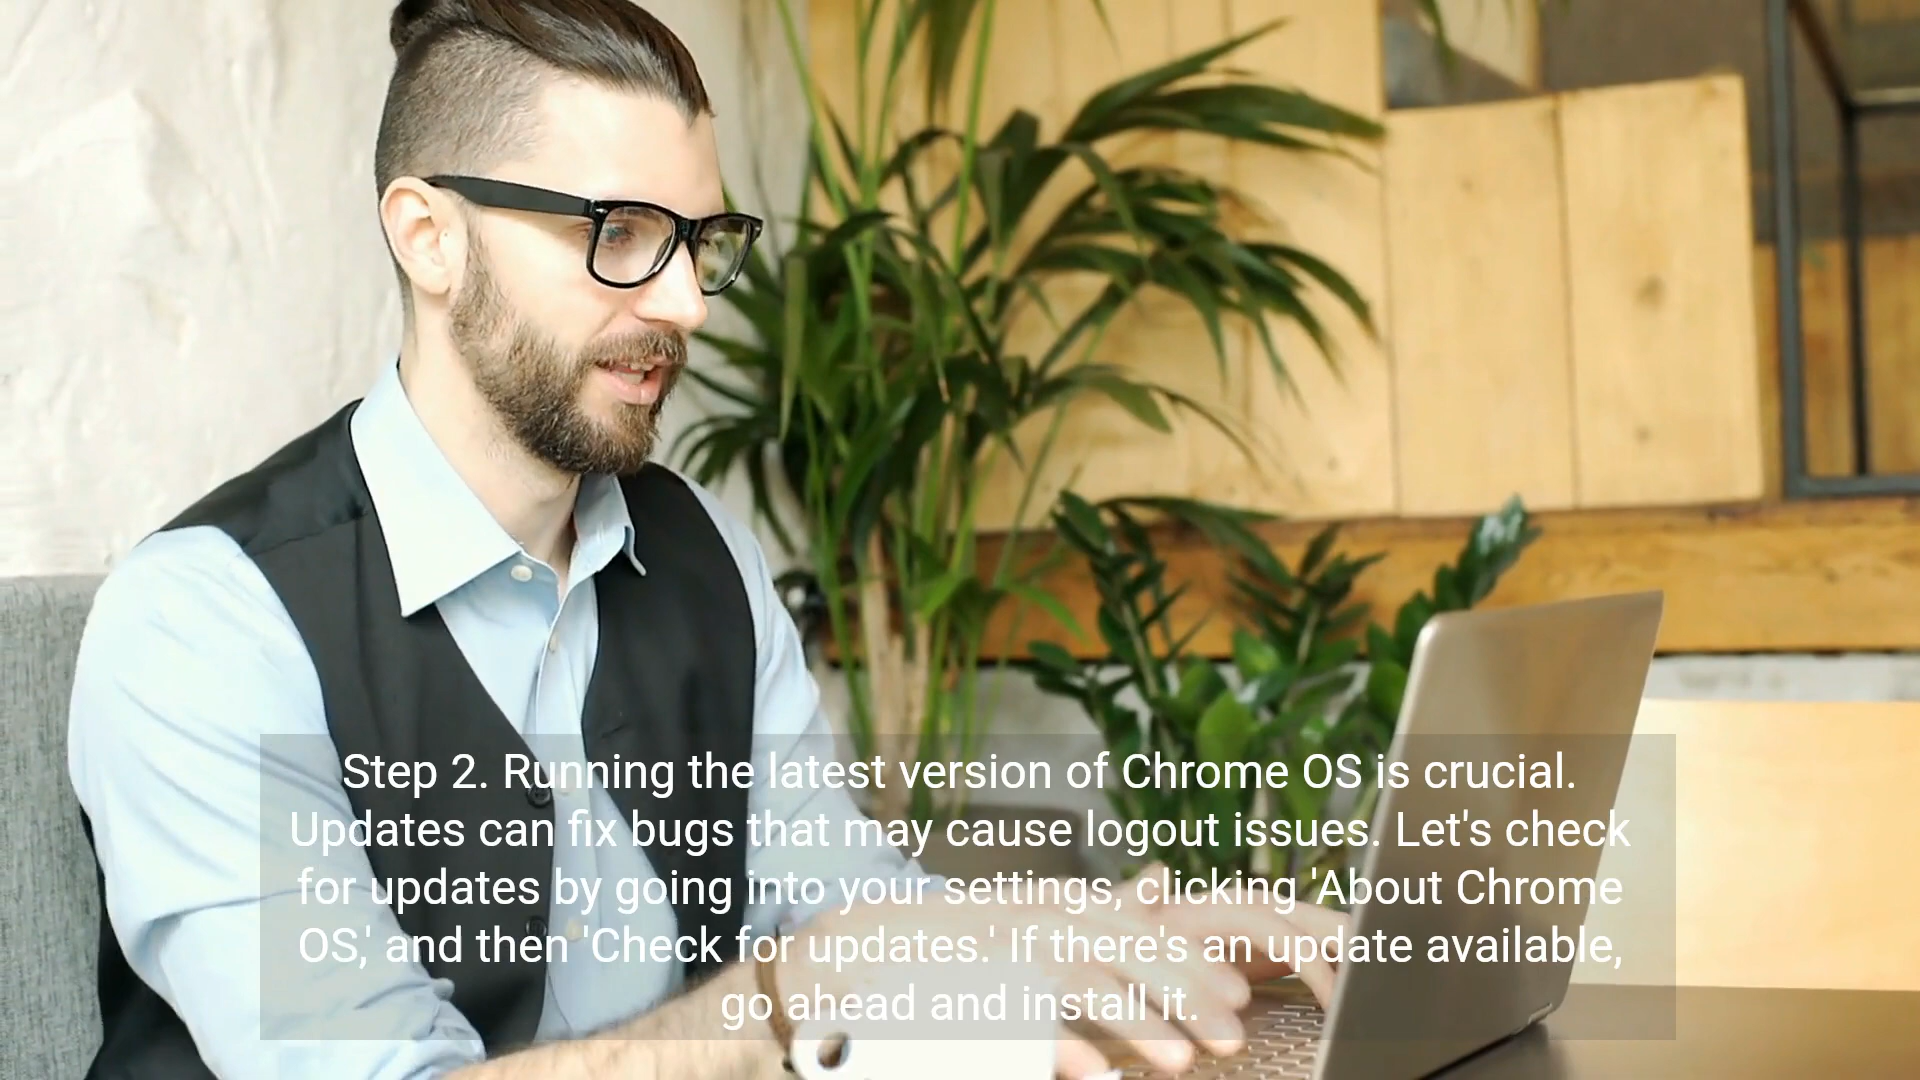 Step 2. Running the latest version of Chrome OS is crucial.
Updates can fix bugs that may cause logout issues. Let's check
for updates by going into your settings, clicking 'About Chrome
OS,' and then 'Check for updates.' If there's an update available,
go ahead and install it.